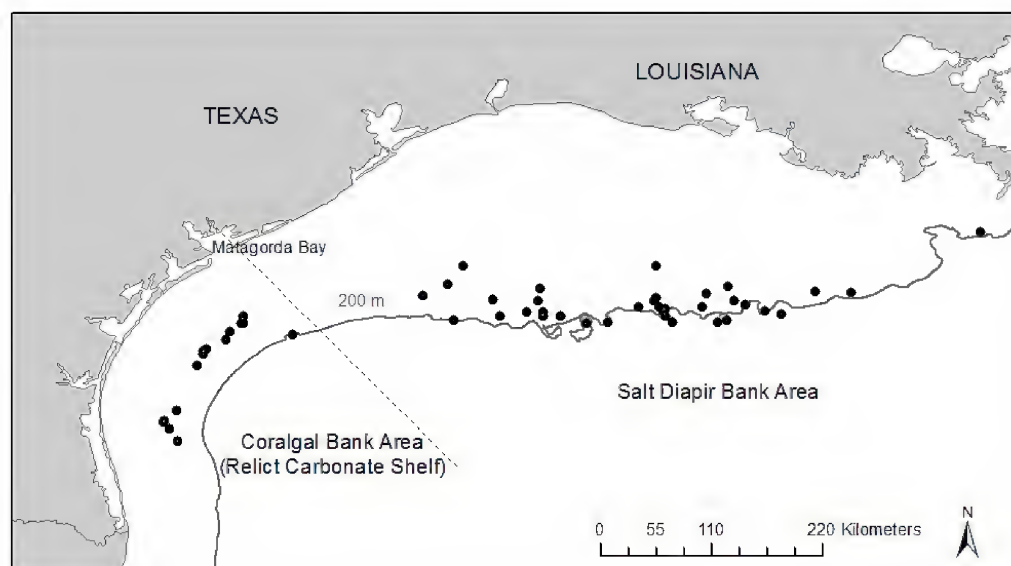 LOUISIANA
TEXAS
Matagorda Bay
200 m
Salt Diapir Bank Area
Coralgal Bank Area
(Relict Carbonate Shelf)
N
0 55 110 220 Kilometers